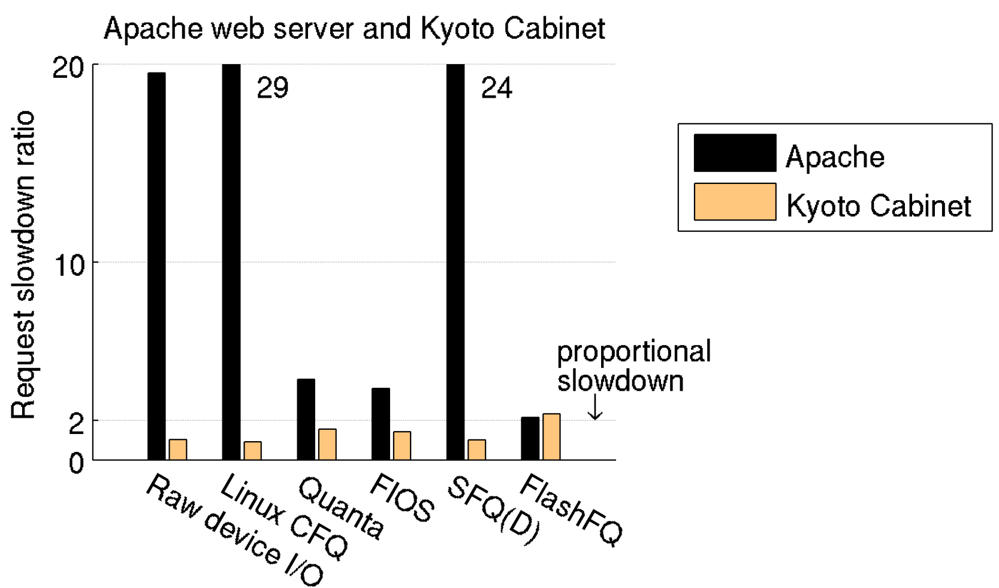 Apache web server and Kyoto Cabinet
Request slowdown ratio
20
10
2
0
29
24
proportional
slowdown
Raw device I/O
Linux CFQ
Quanta
FIOS
SFQ(D)
FlashFQ
Apache
Kyoto Cabinet